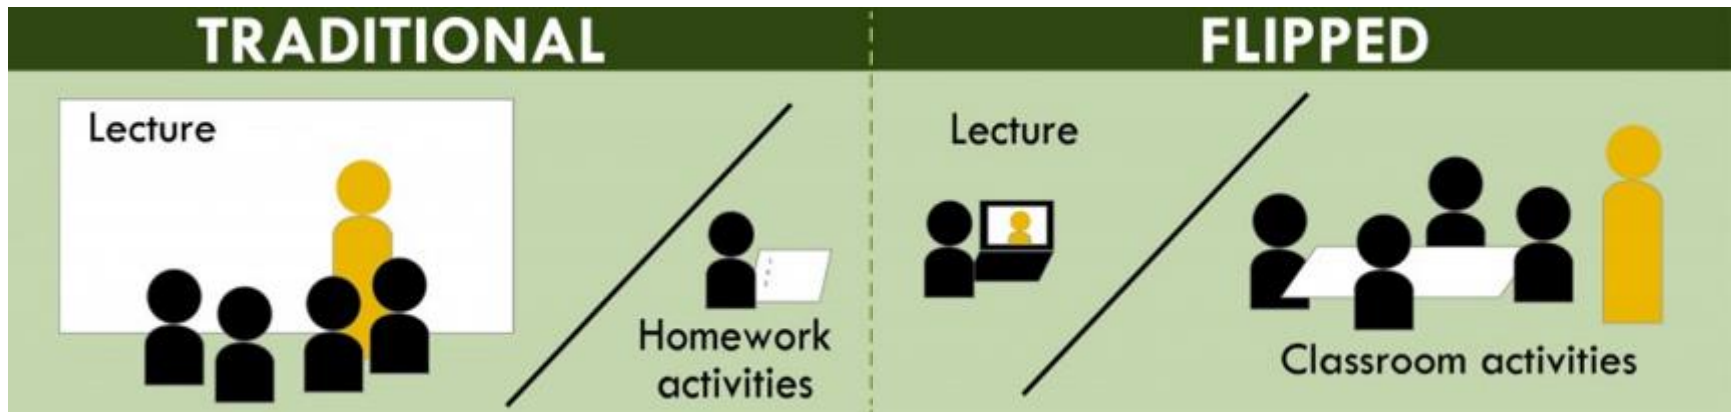 TRADITIONAL
Lecture
Homework
activities
FLIPPED
Lecture
Classroom activities